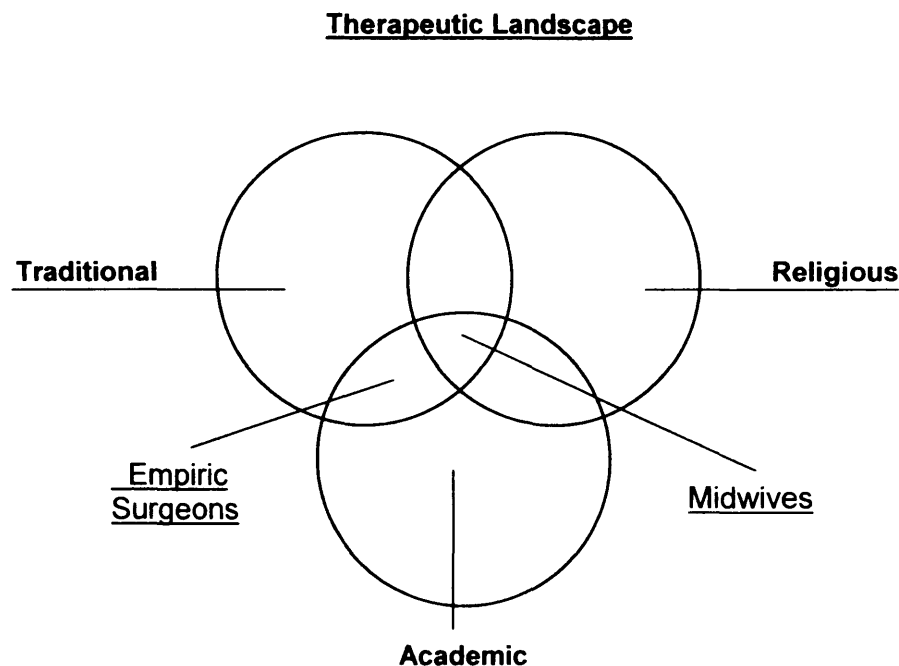 Therapeutic Landscape
Traditional
Religious
Empiric
Surgeons
Midwives
Academic